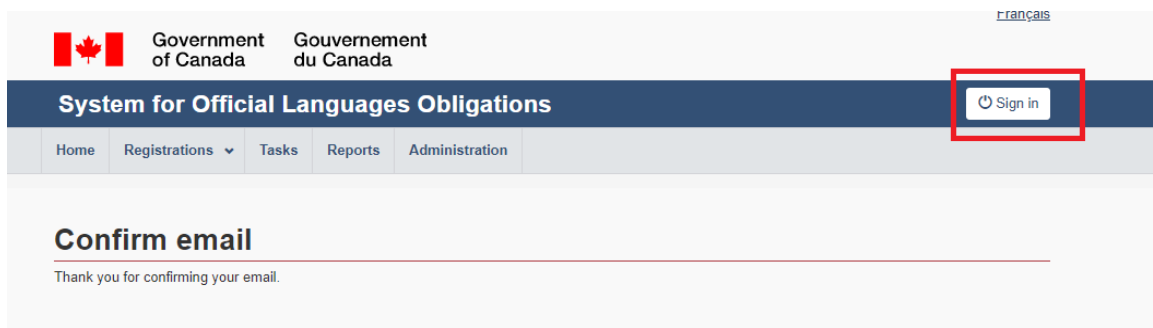 Français
Government Gouvernement
of Canada du Canada
System for Official Languages Obligations
Sign in
Home Registrations Tasks Reports Administration
Confirm email
Thank you for confirming your email.